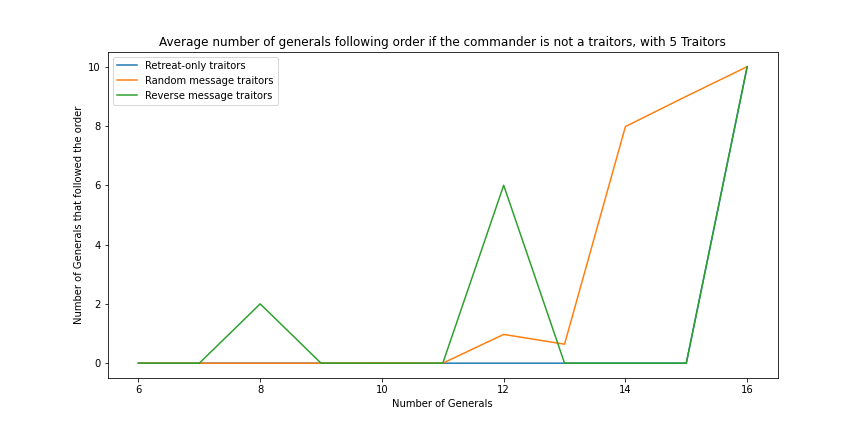 Average number of generals following order if the commander is not a traitors, with 5 Traitors
Retreat-only traitors
Random message traitors
Reverse message traitors
Number of Generals that followed the order
10
8
6
4
2
0
6
8
10
12
14
16
Number of Generals